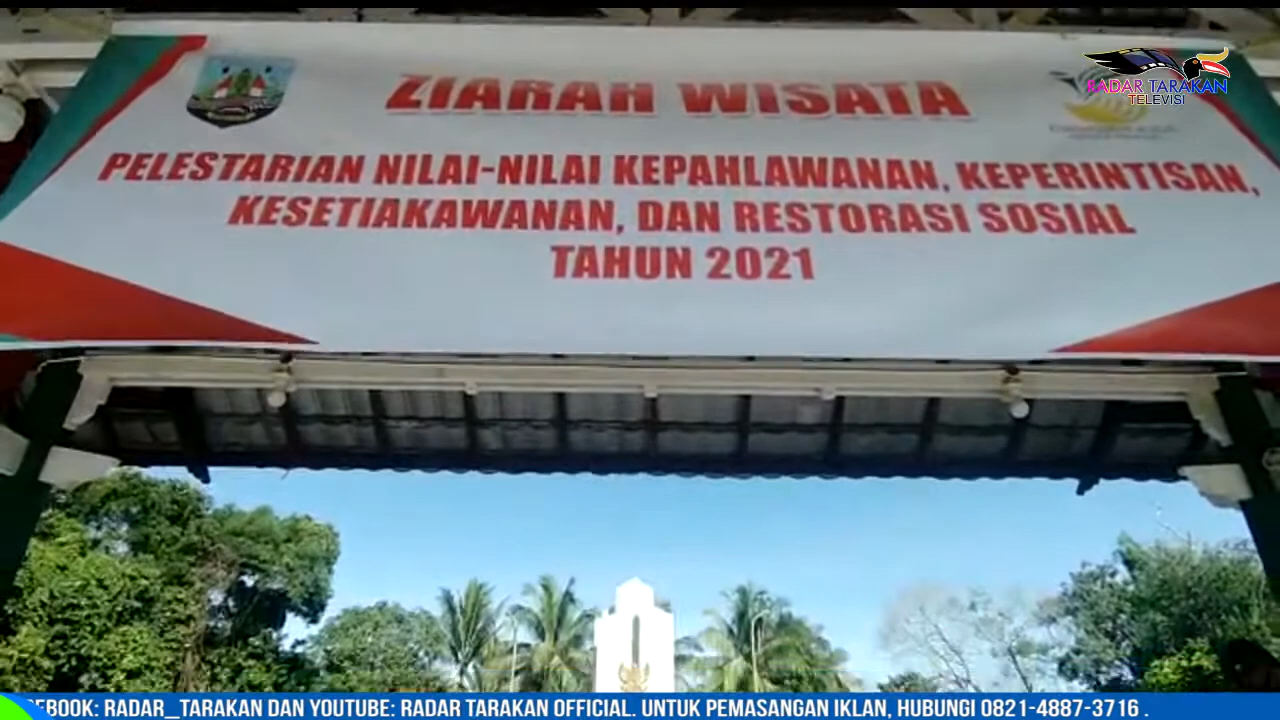 ZIARAH WISATA
RADAR TARAKAN
TELEVISI
PELESTARIAN NILAI-NILAI KEPAHLAWANAN, KEPERINTISAN,
KESETIAKAWANAN, DAN RESTORASI SOSIAL
TAHUN 2021
EBOOK: RADAR_TARAKAN DAN YOUTUBE: RADAR TARAKAN OFFICIAL. UNTUK PEMASANGAN IKLAN, HUBUNGI 0821-4887-3716 .